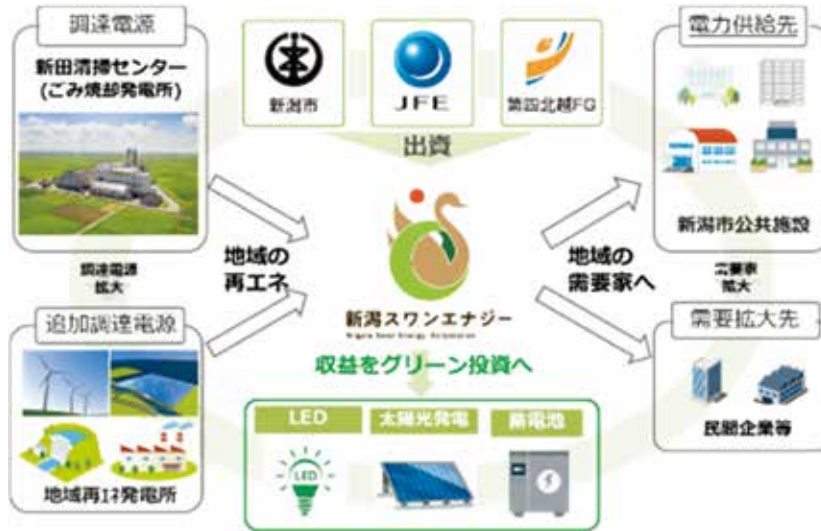 調達電源
新田清掃センター
(ごみ焼却発電所)
新潟市
JFE
第四北越FG
出資
電力供給先
新潟市公共施設
地域の
再エネ
地域の
需要家へ
調達電源
拡大
需要家
拡大
新潟スワンエナジー
追加調達電源
地域再エネ発電所
需要拡大先
民間企業等
収益をグリーン投資へ
LED
太陽光発電
蓄電池
LED